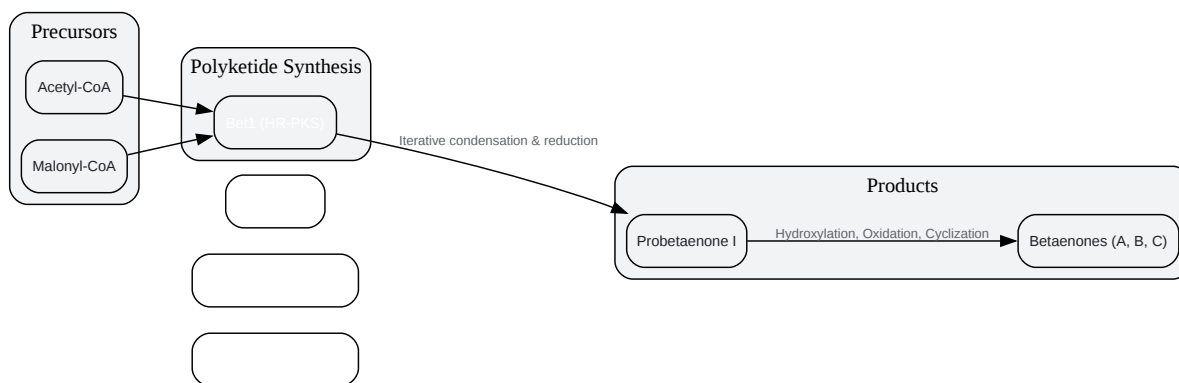 Precursors
Acetyl-CoA
Malonyl-CoA
Polyketide Synthesis
Bet1 (HR-PKS)
Iterative condensation & reduction
Products
Probetaenone I
Hydroxylation, Oxidation, Cyclization
Betaenones (A, B, C)